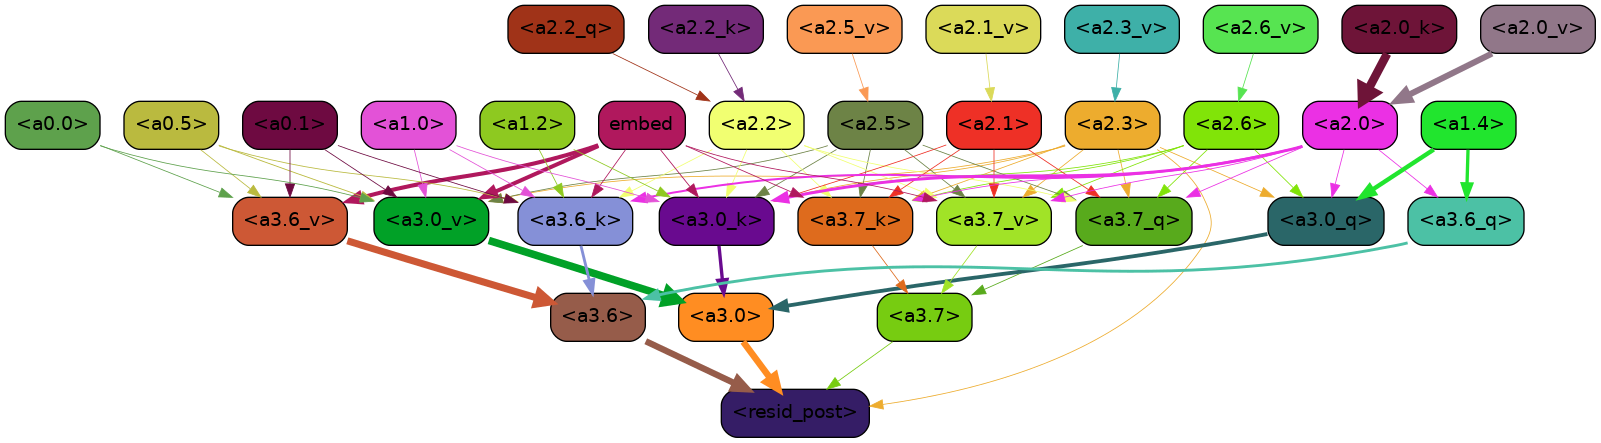 <a2.2_q> <a2.2_k> <a2.5_v> <a2.1_v> <a2.3_v> <a2.6_v> <a2.0_k> <a2.0_v>
<a0.0> <a0.5> <a0.1> <a1.0> <a1.2> embed <a2.2> <a2.5> <a2.1> <a2.3> <a2.6> <a2.0> <a1.4>
<a3.6_v> <a3.0_v> <a3.6_k> <a3.0_k> <a3.7_k> <a3.7_v> <a3.7_q> <a3.0_q> <a3.6_q>
<a3.6> <a3.0> <a3.7>
<resid_post>